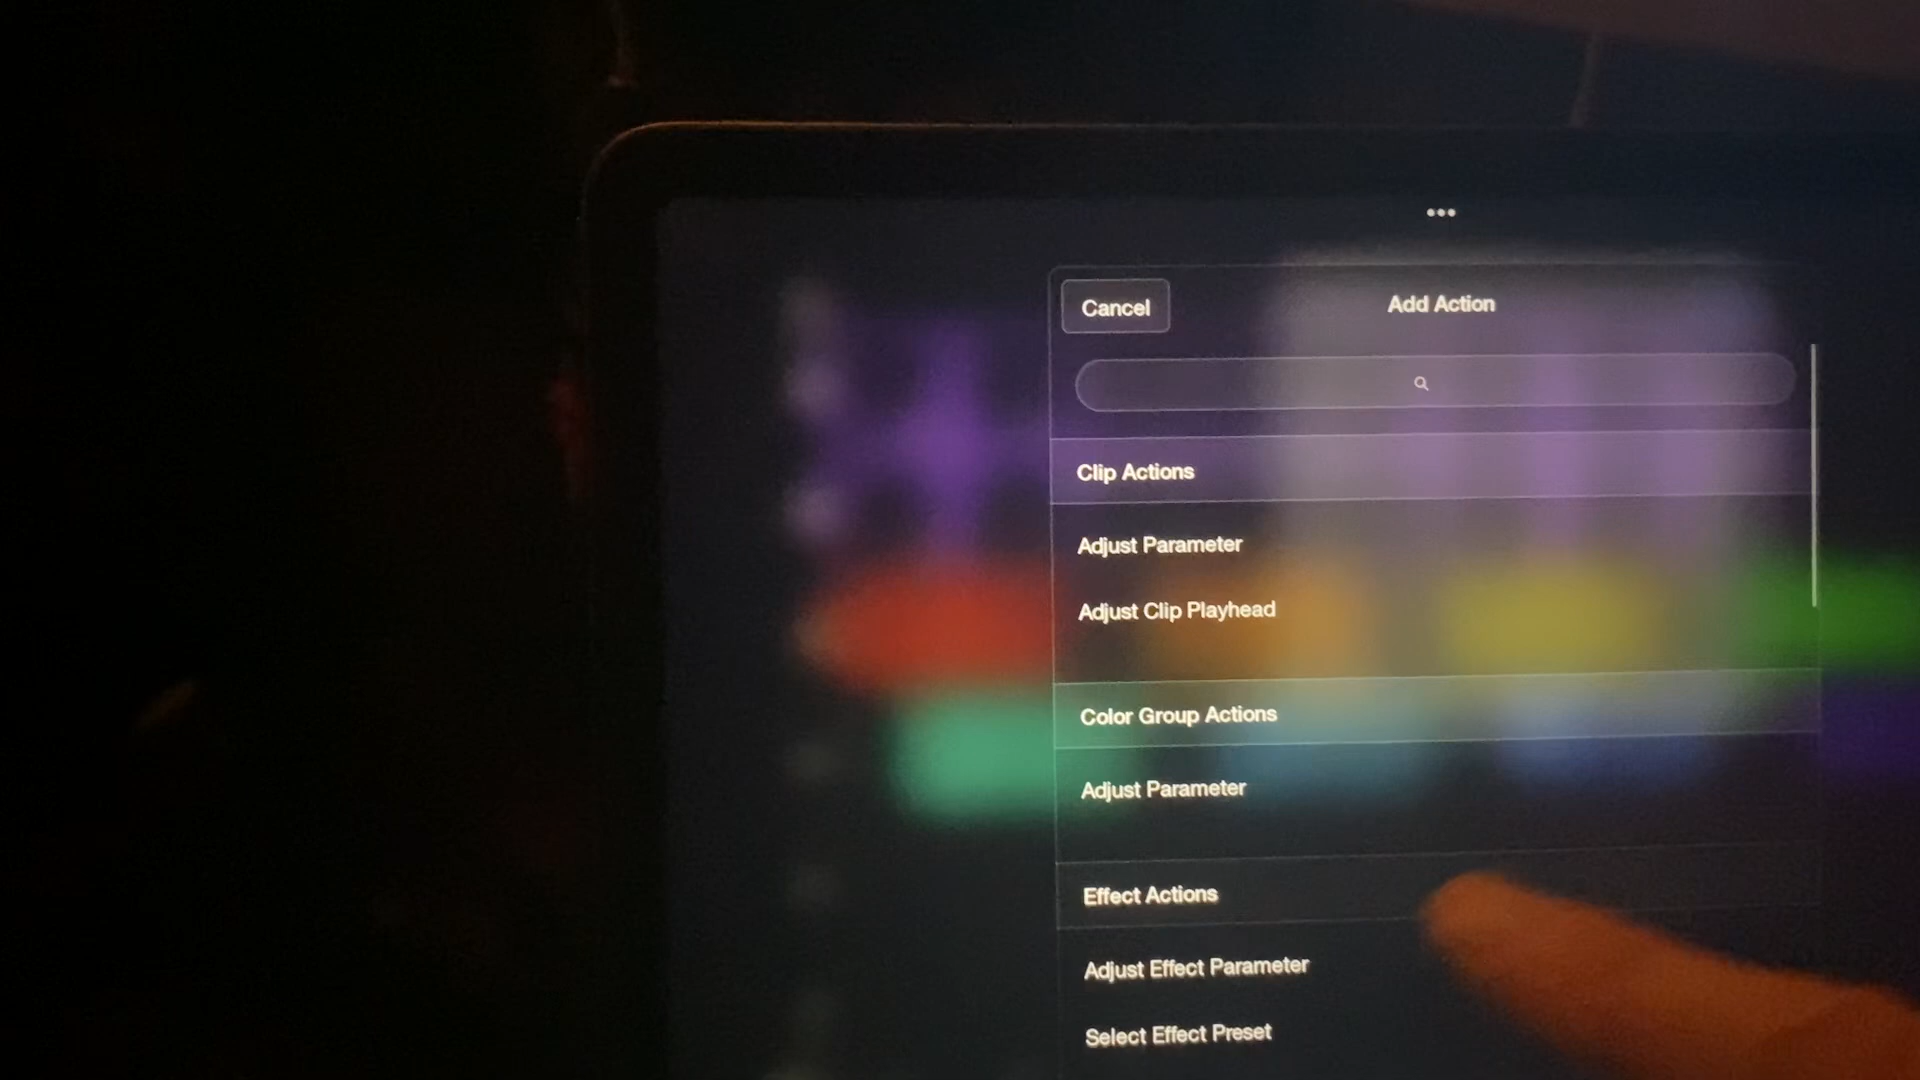 Cancel
Add Action
Clip Actions
Adjust Parameter
Adjust Clip Playhead
Color Group Actions
Adjust Parameter
Effect Actions
Adjust Effect Parameter
Select Effect Preset